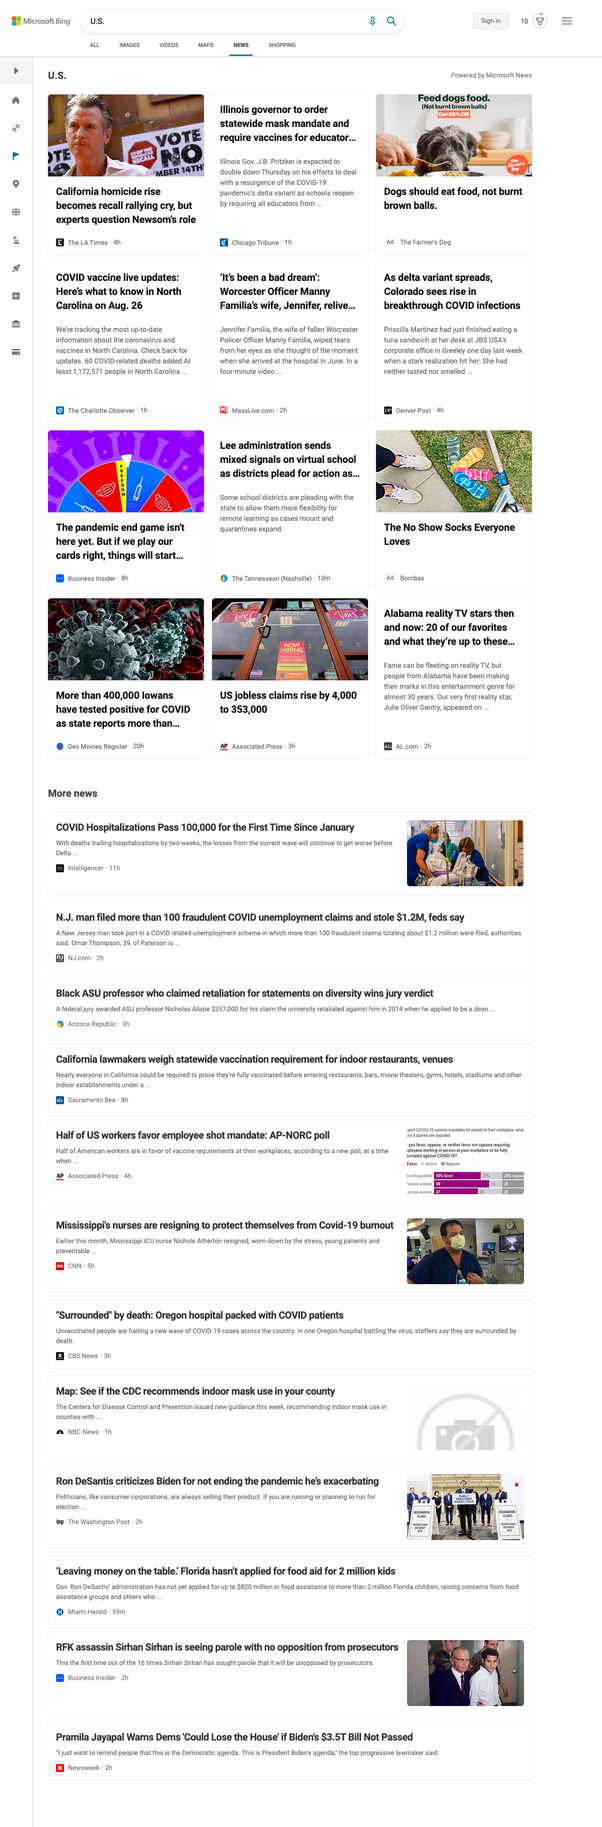 Microsoft Bing
U.S.
Sign in
10
ALL
IMAGES
VIDEOS
MAPS
NEWS
SHOPPING
U.S.
Powered by Microsoft News
VOTE
NO
MBER 14TH
California homicide rise
becomes recall rallying cry, but
experts question Newsom's role
The LA Times · 4h
Illinois governor to order
statewide mask mandate and
require vaccines for educator...
Illinois Gov. J.B. Pritzker is expected to
double down Thursday on his efforts to deal
with a resurgence of the COVID-19
pandemic's delta variant as schools reopen
by requiring all educators from ...
Chicago Tribune · 1h
Feed dogs food.
(Not burnt brown balls)
Get 50% Off
The Farmer's Dog
Dogs should eat food, not burnt
brown balls.
Ad The Farmer's Dog
COVID vaccine live updates:
Here's what to know in North
Carolina on Aug. 26
We're tracking the most up-to-date
information about the coronavirus and
vaccines in North Carolina. Check back for
updates. 60 COVID-related deaths added At
least 1,172,571 people in North Carolina ...
The Charlotte Observer · 1h
'It's been a bad dream':
Worcester Officer Manny
Familia's wife, Jennifer, relive...
Jennifer Familia, the wife of fallen Worcester
Policer Officer Manny Familia, wiped tears
from her eyes as she thought of the moment
when she arrived at the hospital in June. In a
four-minute video ...
MassLive.com · 2h
As delta variant spreads,
Colorado sees rise in
breakthrough COVID infections
Priscilla Martinez had just finished eating a
tuna sandwich at her desk at JBS USA's
corporate office in Greeley one day last week
when a stark realization hit her: She had
neither tasted nor smelled ...
Denver Post · 4h
FREEDOM
The pandemic end game isn't
here yet. But if we play our
cards right, things will start...
Business Insider · 8h
Lee administration sends
mixed signals on virtual school
as districts plead for action as...
Some school districts are pleading with the
state to allow them more flexibility for
remote learning as cases mount and
quarantines expand.
The Tennessean (Nashville) · 10m
The No Show Socks Everyone
Loves
Ad Bombas
More than 400,000 Iowans
have tested positive for COVID
as state reports more than...
Des Moines Register · 20h
NOW
HIRING
US jobless claims rise by 4,000
to 353,000
AP Associated Press · 3h
Alabama reality TV stars then
and now: 20 of our favorites
and what they're up to these...
Fame can be fleeting on reality TV, but
people from Alabama have been making
their marks in this entertainment genre for
almost 30 years. Our very first reality star,
Julie Oliver Gentry, appeared on ...
AL.com · 2h
More news
COVID Hospitalizations Pass 100,000 for the First Time Since January
With deaths trailing hospitalizations by two weeks, the losses from the current wave will continue to get worse before
Delta ...
Intelligencer · 11h
N.J. man filed more than 100 fraudulent COVID unemployment claims and stole $1.2M, feds say
A New Jersey man took part in a COVID related unemployment scheme in which more than 100 fraudulent claims totaling about $1.2 million were filed, authorities
said. Omar Thompson, 39, of Paterson is ...
NJ.com · 2h
Black ASU professor who claimed retaliation for statements on diversity wins jury verdict
A federal jury awarded ASU professor Nicholas Alozie $357,000 for his claim the university retaliated against him in 2014 when he applied to be a dean ...
Arizona Republic · 3h
California lawmakers weigh statewide vaccination requirement for indoor restaurants, venues
Nearly everyone in California could be required to prove they're fully vaccinated before entering restaurants, bars, movie theaters, gyms, hotels, stadiums and other
indoor establishments under a ...
Sacramento Bee · 8h
Half of US workers favor employee shot mandate: AP-NORC poll
Half of American workers are in favor of vaccine requirements at their workplaces, according to a new poll, at a time
when ...
AP Associated Press · 4h
Favor Neither Oppose
Mississippi's nurses are resigning to protect themselves from Covid-19 burnout
Earlier this month, Mississippi ICU nurse Nichole Atherton resigned, worn down by the stress, young patients and
preventable ...
CNN · 5h
"Surrounded" by death: Oregon hospital packed with COVID patients
Unvaccinated people are fueling a new wave of COVID-19 cases across the country. In one Oregon hospital battling the virus, staffers say they are surrounded by
death.
CBS News · 3h
Map: See if the CDC recommends indoor mask use in your county
The Centers for Disease Control and Prevention issued new guidance this week, recommending indoor mask use in
counties with ...
NBC News · 1h
Ron DeSantis criticizes Biden for not ending the pandemic he's exacerbating
Politicians, like consumer corporations, are always selling their product. If you are running or planning to run for
election ...
The Washington Post · 2h
'Leaving money on the table.' Florida hasn't applied for food aid for 2 million kids
Gov. Ron DeSantis' administration has not yet applied for up to $820 million in food assistance to more than 2 million Florida children, raising concerns from food
assistance groups and others who ...
Miami Herald · 59m
RFK assassin Sirhan Sirhan is seeing parole with no opposition from prosecutors
This the first time out of the 16 times Sirhan Sirhan has sought parole that it will be unopposed by prosecutors.
Business Insider · 2h
Pramila Jayapal Warns Dems 'Could Lose the House' if Biden's $3.5T Bill Not Passed
"I just want to remind people that this is the Democratic agenda. This is President Biden's agenda," the top progressive lawmaker said.
Newsweek · 2h